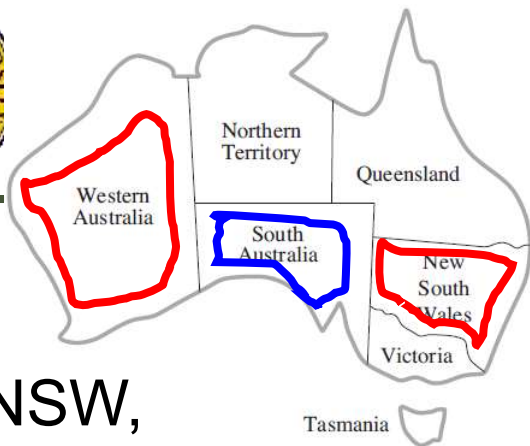 Northern
Territory
Queensland
Western
Australia
South
Australia
New
South
Wales
Victoria
NSW,
Tasmania